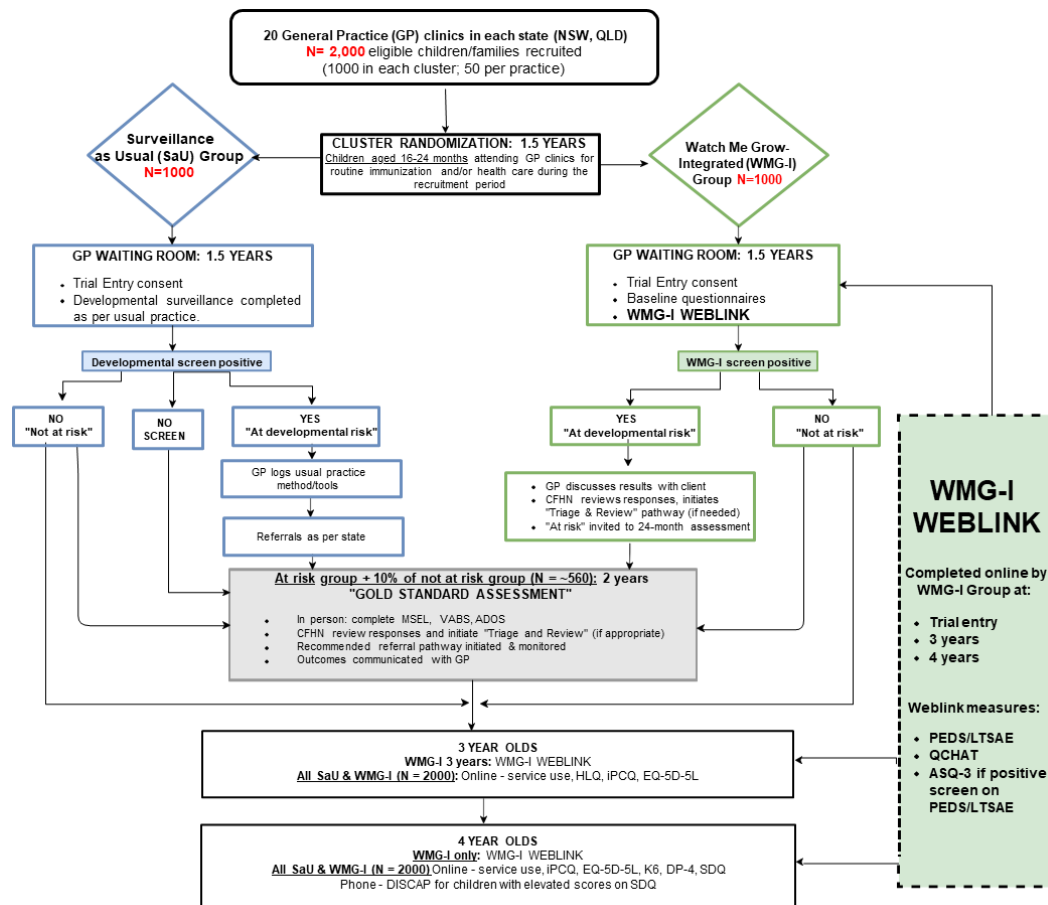 20 General Practice (GP) clinics in each state (NSW, QLD)
N= 2,000 eligible children/families recruited
(1000 in each cluster; 50 per practice)
Surveillance
as Usual (SaU) Group
N=1000
CLUSTER RANDOMIZATION: 1.5 YEARS
Children aged 16-24 months attending GP clinics for
routine immunization and/or health care during the
recruitment period
Watch Me Grow-
Integrated (WMG-I)
Group N=1000
GP WAITING ROOM: 1.5 YEARS
Trial Entry consent
Developmental surveillance completed
as per usual practice.
GP WAITING ROOM: 1.5 YEARS
Trial Entry consent
Baseline questionnaires
WMG-I WEBLINK
Developmental screen positive
WMG-I screen positive
NO
"Not at risk"
NO
SCREEN
YES
"At developmental risk"
YES
"At developmental risk"
NO
"Not at risk"
GP logs usual practice
method/tools
Referrals as per state
GP discusses results with client
CFHN reviews responses, initiates
"Triage & Review" pathway (if needed)
"At risk" invited to 24-month assessment
At risk group + 10% of not at risk group (N = ~560): 2 years
"GOLD STANDARD ASSESSMENT"
In person: complete MSEL, VABS, ADOS
CFHN review responses and initiate "Triage and Review" (if appropriate)
Recommended referral pathway initiated & monitored
Outcomes communicated with GP
3 YEAR OLDS
WMG-I 3 years: WMG-I WEBLINK
All SaU & WMG-I (N = 2000): Online - service use, HLQ, iPCQ, EQ-5D-5L
4 YEAR OLDS
WMG-I only: WMG-I WEBLINK
All SaU & WMG-I (N = 2000) Online - service use, iPCQ, EQ-5D-5L, K6, DP-4, SDQ
Phone - DISCAP for children with elevated scores on SDQ
WMG-I
WEBLINK
Completed online by
WMG-I Group at:
Trial entry
3 years
4 years
Weblink measures:
PEDS/LTSAE
QCHAT
ASQ-3 if positive
screen on
PEDS/LTSAE